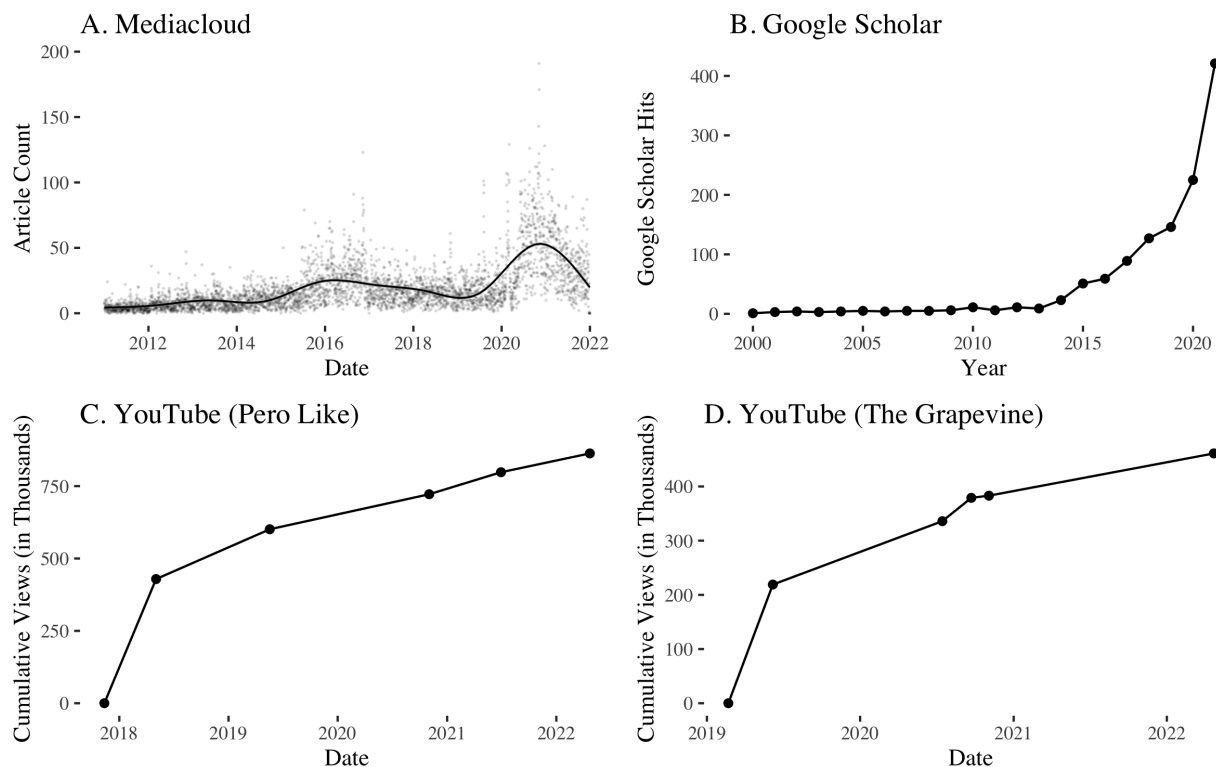 A. Mediacloud
Article Count
200
150
100
50
0
2012 2014 2016 2018 2020 2022
Date
B. Google Scholar
Google Scholar Hits
400
300
200
100
0
2000 2005 2010 2015 2020
Year
C. YouTube (Pero Like)
Cumulative Views (in Thousands)
750
500
250
0
2018 2019 2020 2021 2022
Date
D. YouTube (The Grapevine)
Cumulative Views (in Thousands)
400
300
200
100
0
2019 2020 2021 2022
Date